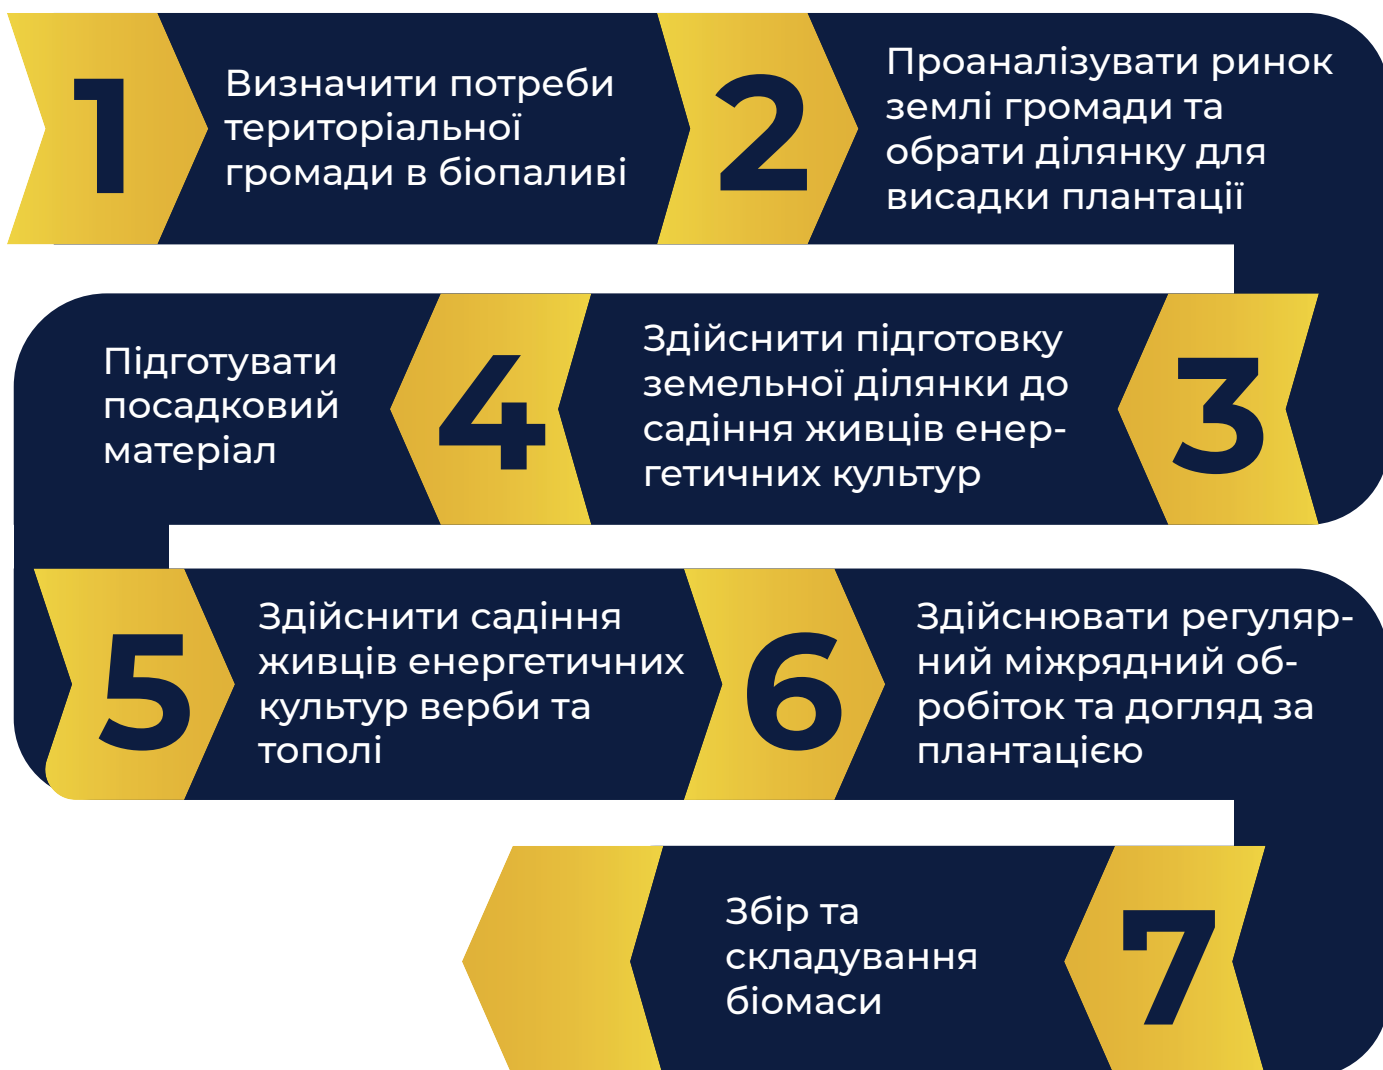 1
Визначити потреби
територіальної
громади в біопаливі
2
Проаналізувати ринок
землі громади та
обрати ділянку для
висадки плантації
3
Здійснити підготовку
земельної ділянки до
садіння живців енер-
гетичних культур
4
Підготувати
посадковий
матеріал
5
Здійснити садіння
живців енергетичних
культур верби та
тополі
6
Здійснювати регуляр-
ний міжрядний об-
робіток та догляд за
плантацією
7
Збір та
складування
біомаси